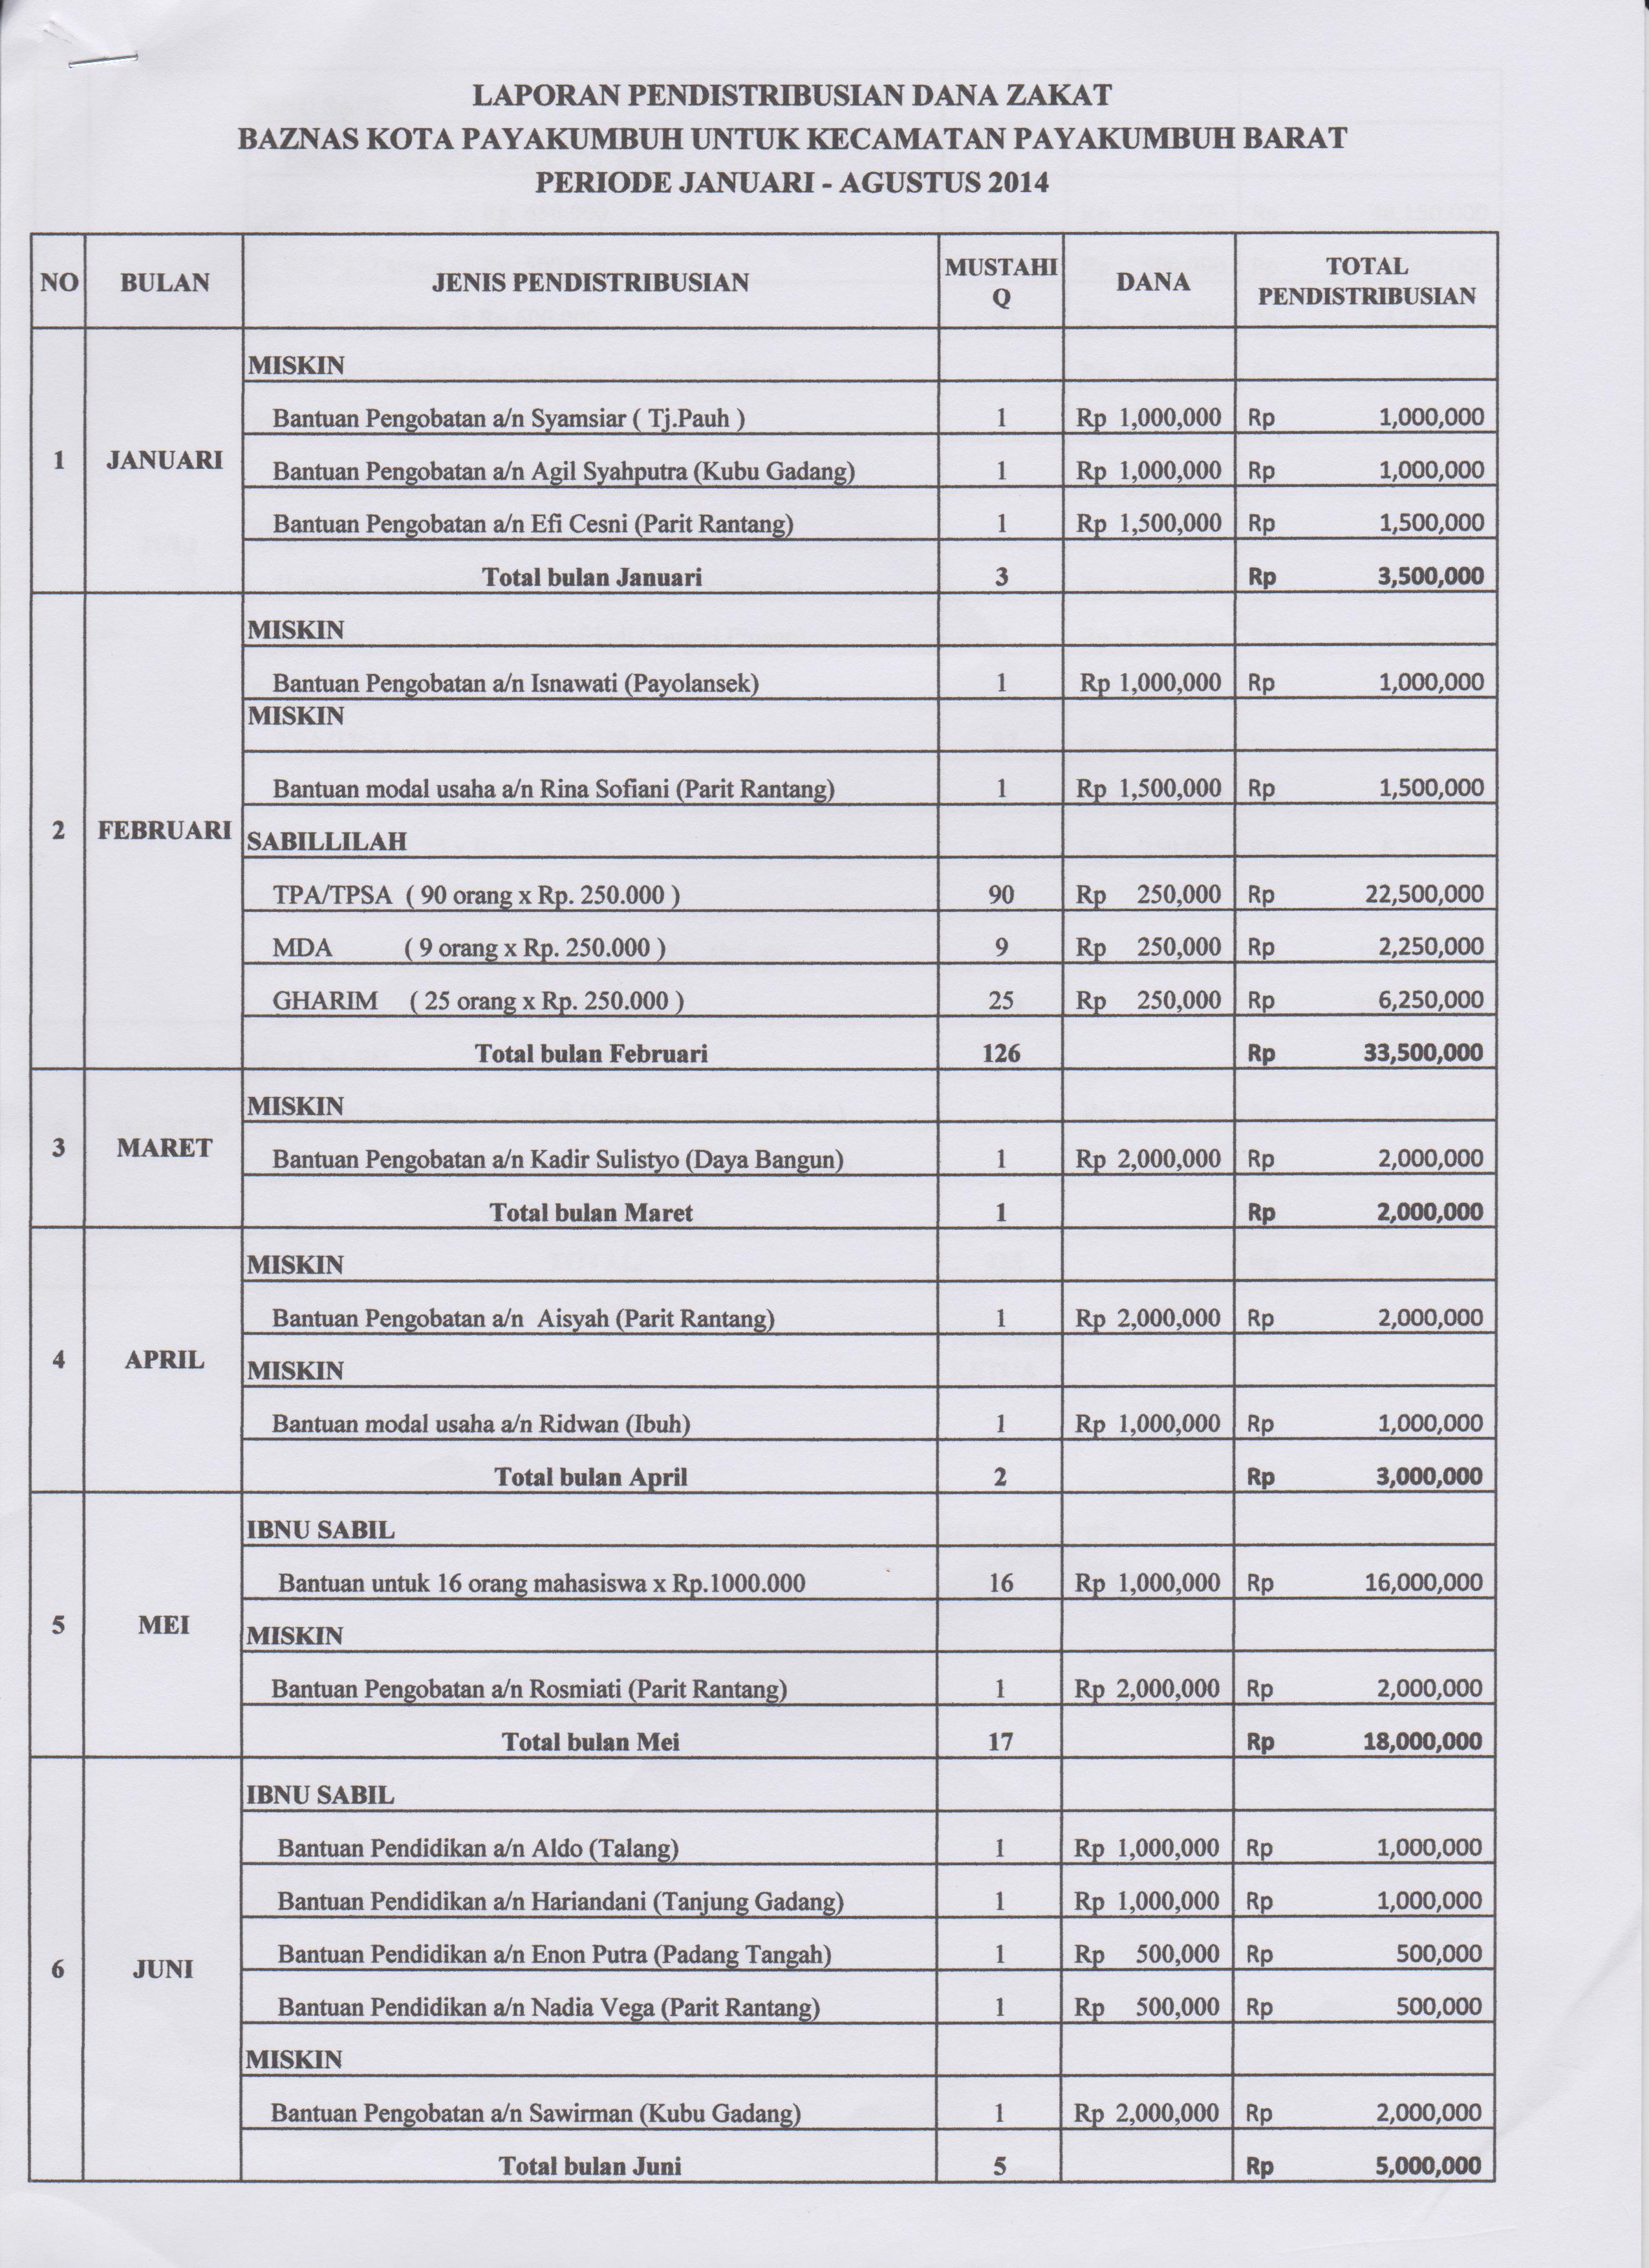 LAPORAN PENDISTRIBUSIAN DANA ZAKAT
BAZNAS KOTA PAYAKUMBUH UNTUK KECAMATAN PAYAKUMBUH BARAT
PERIODE JANUARI - AGUSTUS 2014
NO BULAN JENIS PENDISTRIBUSIAN MUSTAHI Q DANA TOTAL PENDISTRIBUSIAN
MISKIN
Bantuan Pengobatan a/n Syamsiar ( Tj.Pauh ) 1 Rp 1,000,000 Rp 1,000,000
1 JANUARI
Bantuan Pengobatan a/n Agil Syahputra (Kubu Gadang) 1 Rp 1,000,000 Rp 1,000,000
Bantuan Pengobatan a/n Efi Cesni (Parit Rantang) 1 Rp 1,500,000 Rp 1,500,000
Total bulan Januari 3 Rp 3,500,000
MISKIN
Bantuan Pengobatan a/n Isnawati (Payolansek) 1 Rp 1,000,000 Rp 1,000,000
MISKIN
Bantuan modal usaha a/n Rina Sofiani (Parit Rantang) 1 Rp 1,500,000 Rp 1,500,000
2 FEBRUARI
SABILLILAH
TPA/TPSA ( 90 orang x Rp. 250.000 ) 90 Rp 250,000 Rp 22,500,000
MDA ( 9 orang x Rp. 250.000 ) 9 Rp 250,000 Rp 2,250,000
GHARIM ( 25 orang x Rp. 250.000 ) 25 Rp 250,000 Rp 6,250,000
Total bulan Februari 126 Rp 33,500,000
MISKIN
3 MARET
Bantuan Pengobatan a/n Kadir Sulistyo (Daya Bangun) 1 Rp 2,000,000 Rp 2,000,000
Total bulan Maret 1 Rp 2,000,000
MISKIN
Bantuan Pengobatan a/n Aisyah (Parit Rantang) 1 Rp 2,000,000 Rp 2,000,000
4 APRIL
MISKIN
Bantuan modal usaha a/n Ridwan (Ibuh) 1 Rp 1,000,000 Rp 1,000,000
Total bulan April 2 Rp 3,000,000
IBNU SABIL
Bantuan untuk 16 orang mahasiswa x Rp.1000.000 16 Rp 1,000,000 Rp 16,000,000
5 MEI
MISKIN
Bantuan Pengobatan a/n Rosmiati (Parit Rantang) 1 Rp 2,000,000 Rp 2,000,000
Total bulan Mei 17 Rp 18,000,000
IBNU SABIL
Bantuan Pendidikan a/n Aldo (Talang) 1 Rp 1,000,000 Rp 1,000,000
Bantuan Pendidikan a/n Hariandani (Tanjung Gadang) 1 Rp 1,000,000 Rp 1,000,000
Bantuan Pendidikan a/n Enon Putra (Padang Tangah) 1 Rp 500,000 Rp 500,000
6 JUNI
Bantuan Pendidikan a/n Nadia Vega (Parit Rantang) 1 Rp 500,000 Rp 500,000
MISKIN
Bantuan Pengobatan a/n Sawirman (Kubu Gadang) 1 Rp 2,000,000 Rp 2,000,000
Total bulan Juni 5 Rp 5,000,000